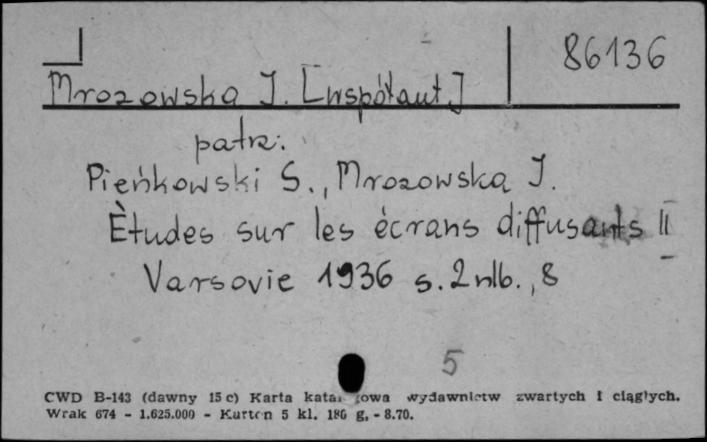 86136
Mrozowska J. [współaut.]
patrz:
Pieńkowski S., Mrozowska J.
Ètudes sur les écrans diffusants II
Varsovie 1936 s. 2 nlb., 8
5
CWD B-143 (dawny 15 c) Karta wydawnictw zwartych i ciągłych.
Wrak 674 - 1.625.000 - Karton 5 kl. 180 g, - 8.70.